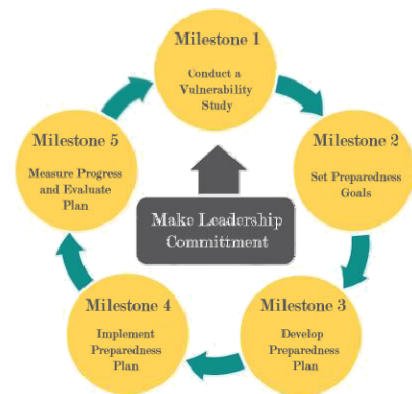 Milestone 1
Conduct a
Vulnerability
Study
Milestone 2
Set Preparedness
Goals
Milestone 3
Develop
Preparedness
Plan
Milestone 4
Implement
Preparedness
Plan
Milestone 5
Measure Progress
and Evaluate
Plan
Make Leadership
Committment